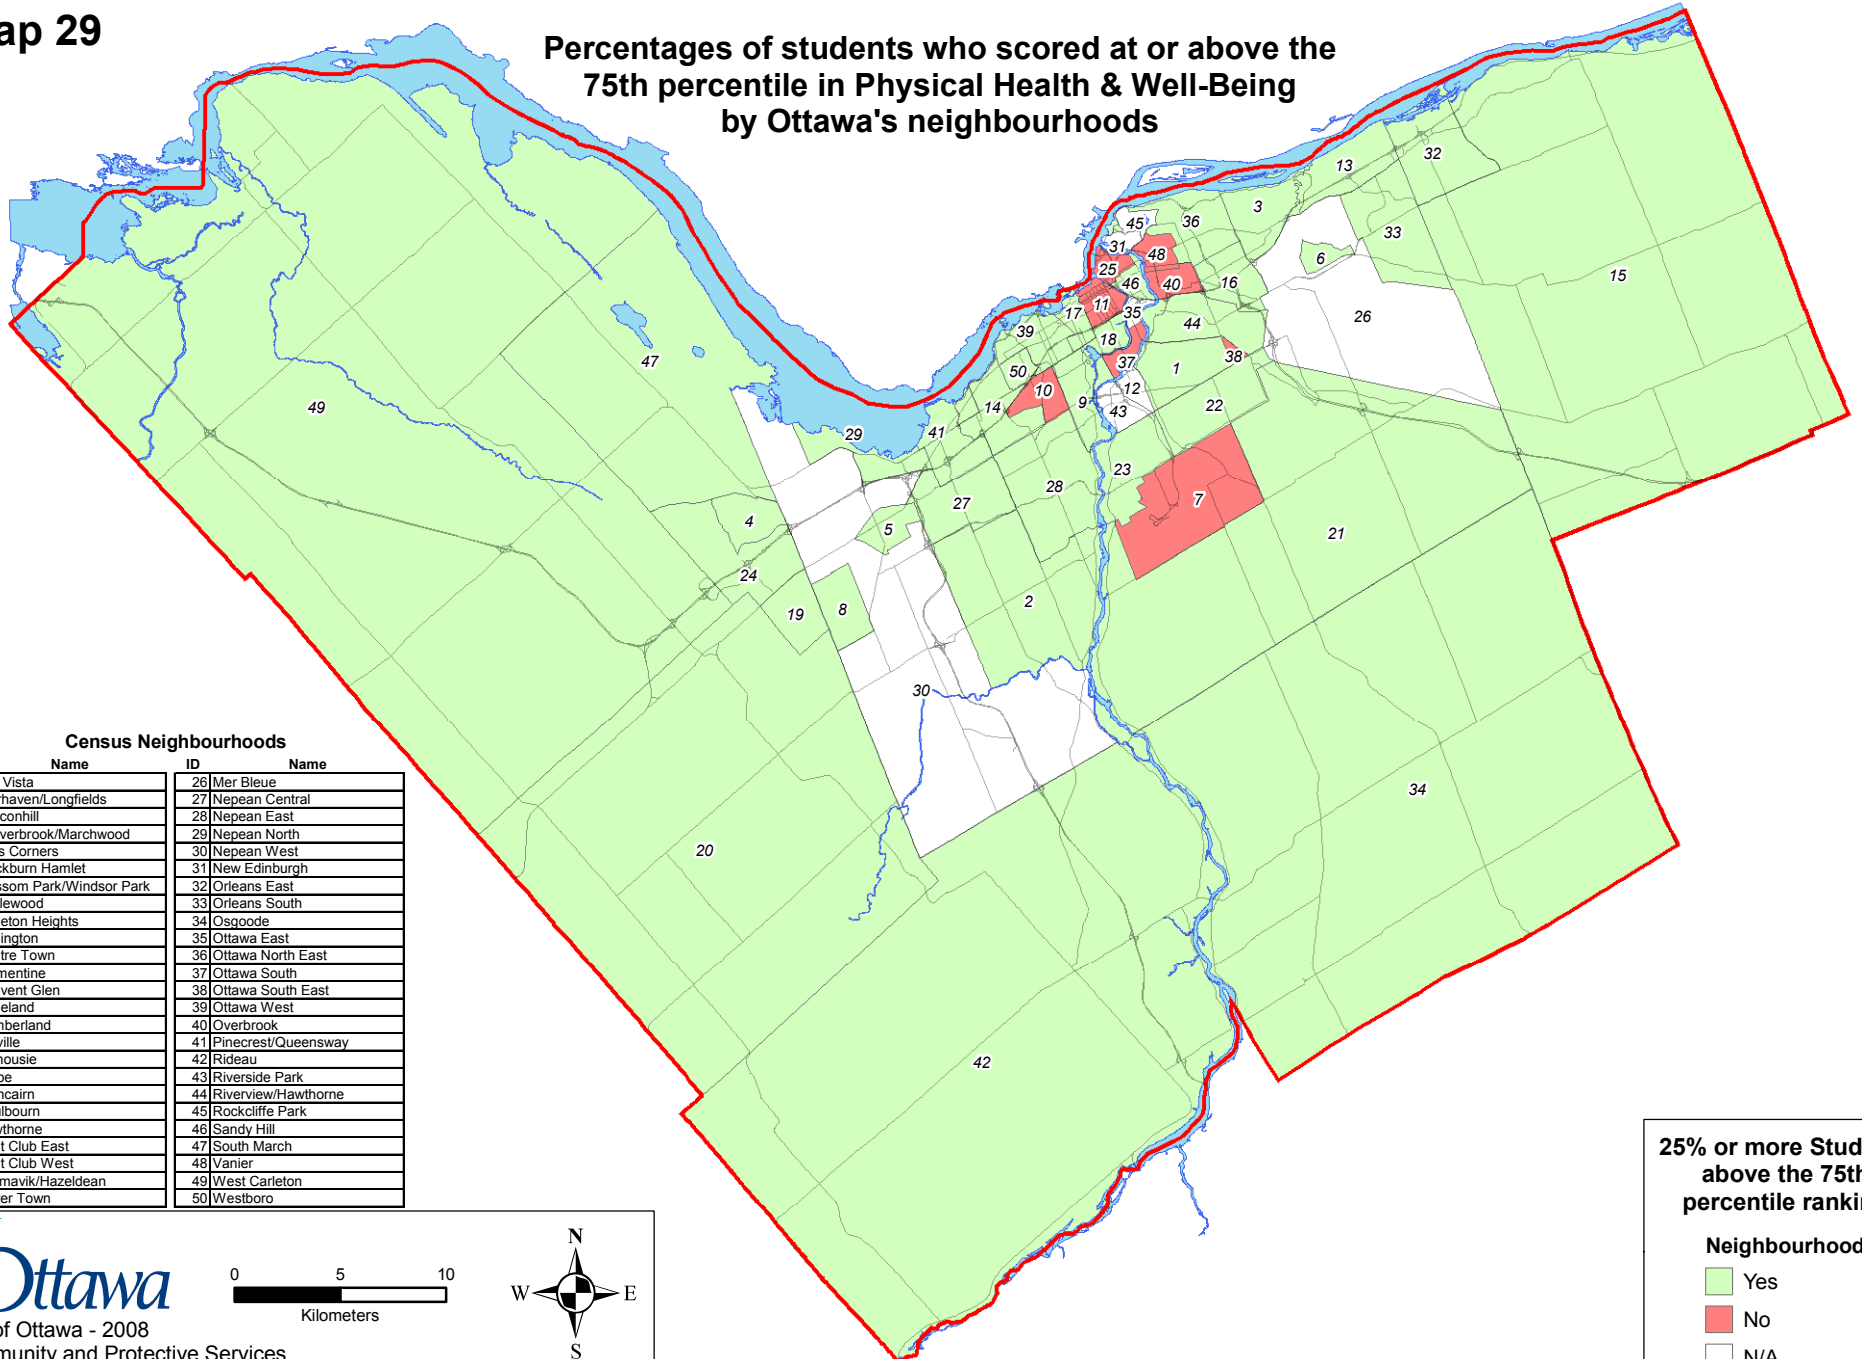 ap 29
Percentages of students who scored at or above the
75th percentile in Physical Health & Well-Being
by Ottawa's neighbourhoods
32
13
3
36
45
33
31
48
6
25
15
46
40
16
11
17
35
26
44
39
18
47
38
37
1
50
10
12
9
22
49
14
43
29
41
23
28
7
27
4
5
21
24
2
8
19
30
34
20
42
Census Neighbourhoods
Name ID Name
Vista 26 Mer Bleue
rhaven/Longfields 27 Nepean Central
conhill 28 Nepean East
verbrook/Marchwood 29 Nepean North
s Corners 30 Nepean West
ckburn Hamlet 31 New Edinburgh
ssom Park/Windsor Park 32 Orleans East
lewood 33 Orleans South
leton Heights 34 Osgoode
ington 35 Ottawa East
tre Town 36 Ottawa North East
mentine 37 Ottawa South
vent Glen 38 Ottawa South East
eland 39 Ottawa West
mberland 40 Overbrook
ville 41 Pinecrest/Queensway
housie 42 Rideau
be 43 Riverside Park
ncairn 44 Riverview/Hawthorne
ulbourn 45 Rockcliffe Park
wthorne 46 Sandy Hill
t Club East 47 South March
t Club West 48 Vanier
mavik/Hazeldean 49 West Carleton
er Town 50 Westboro
Ottawa
0 5 10
Kilometers
N
W E
S
of Ottawa - 2008
munity and Protective Services
25% or more Stud
above the 75th
percentile rankin
Neighbourhood
Yes
No
N/A